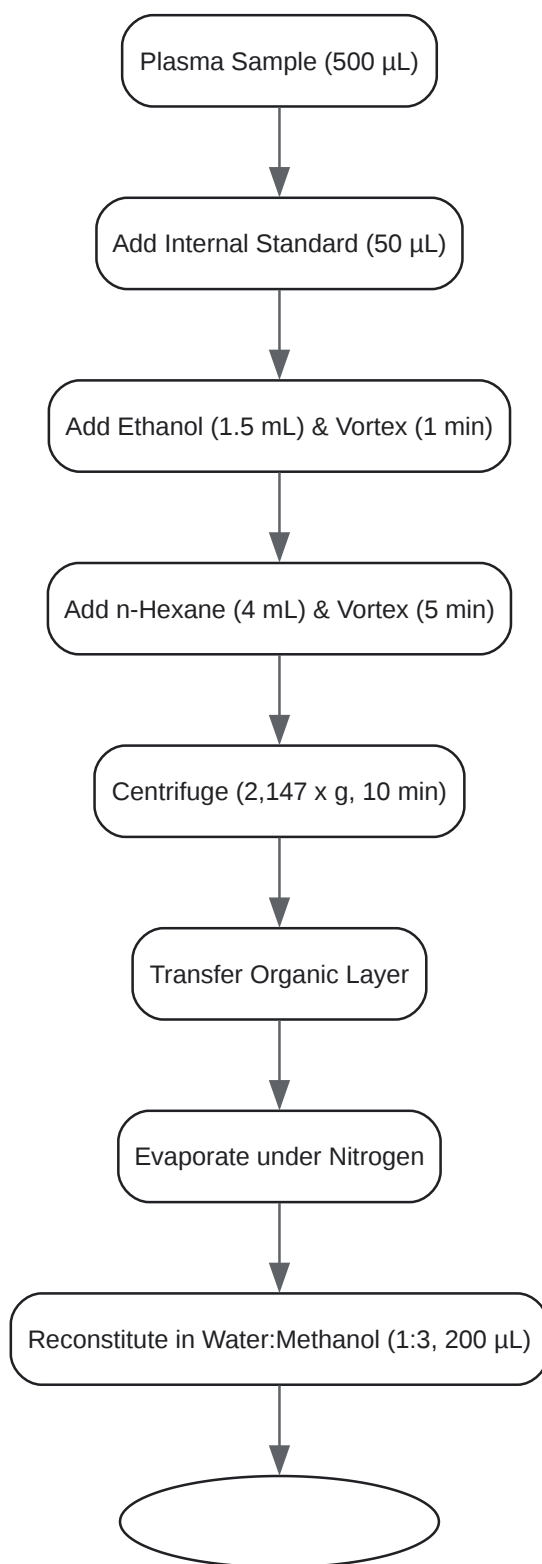 Plasma Sample (500 µL)
Add Internal Standard (50 µL)
Add Ethanol (1.5 mL) & Vortex (1 min)
Add n-Hexane (4 mL) & Vortex (5 min)
Centrifuge (2,147 x g, 10 min)
Transfer Organic Layer
Evaporate under Nitrogen
Reconstitute in Water:Methanol (1:3, 200 µL)